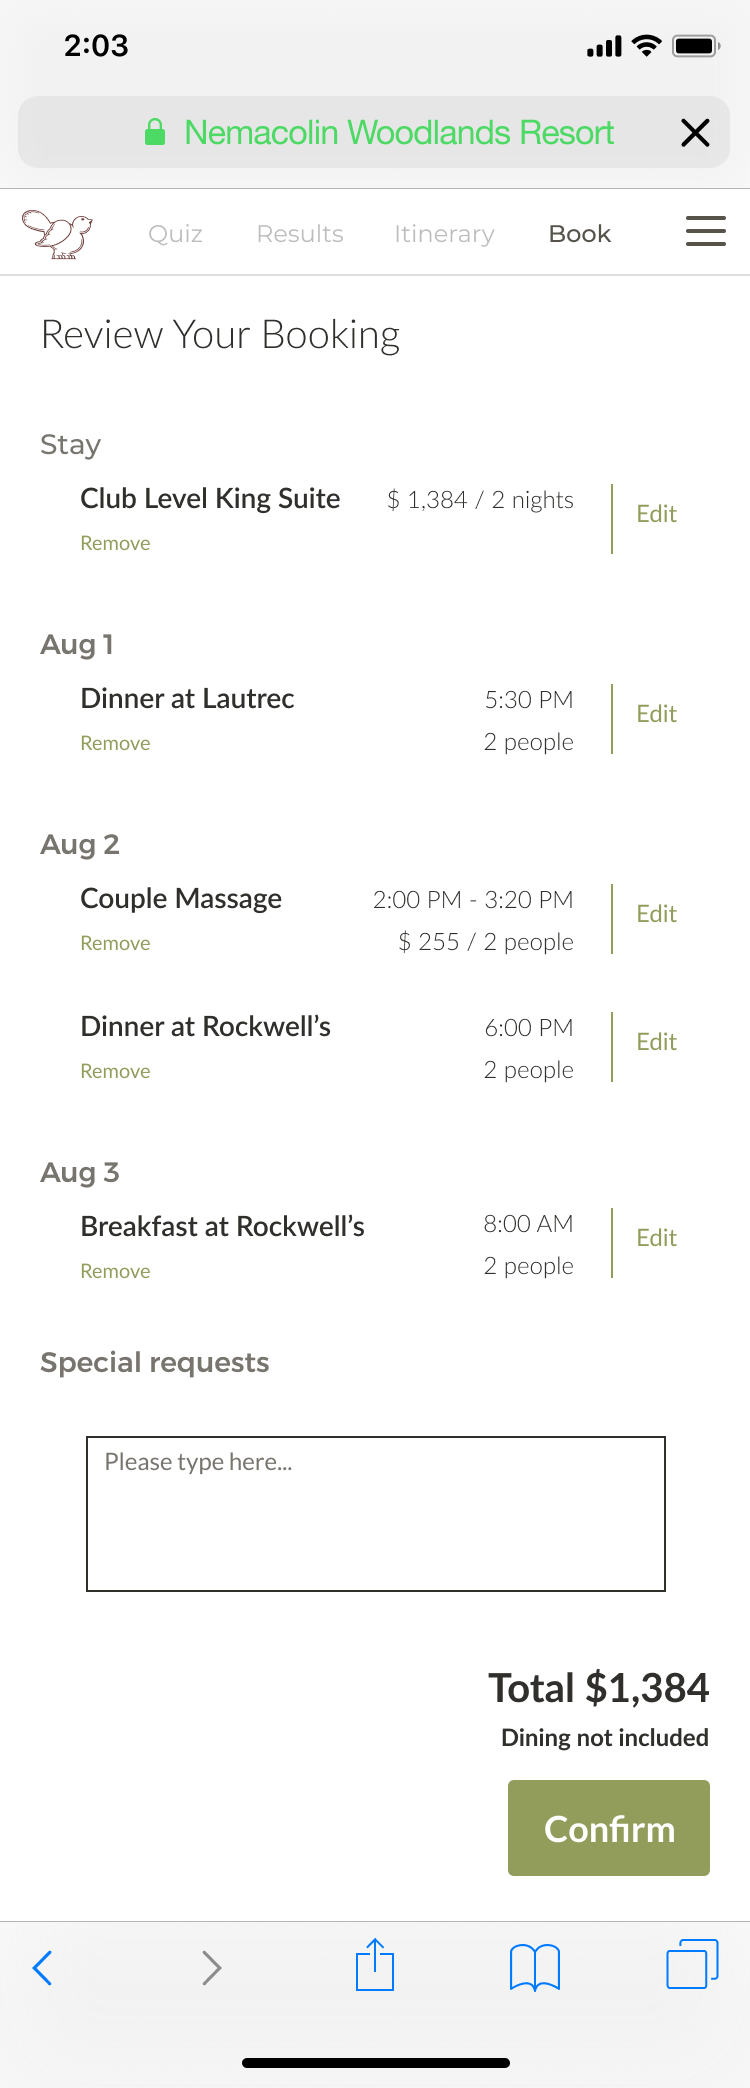 2:03
Nemacolin Woodlands Resort
Quiz Results Itinerary Book
Review Your Booking
Stay
Club Level King Suite $ 1,384 / 2 nights Edit
Remove
Aug 1
Dinner at Lautrec 5:30 PM Edit
Remove 2 people
Aug 2
Couple Massage 2:00 PM - 3:20 PM Edit
Remove $ 255 / 2 people
Dinner at Rockwell’s 6:00 PM Edit
Remove 2 people
Aug 3
Breakfast at Rockwell’s 8:00 AM Edit
Remove 2 people
Special requests
Please type here...
Total $1,384
Dining not included
Confirm